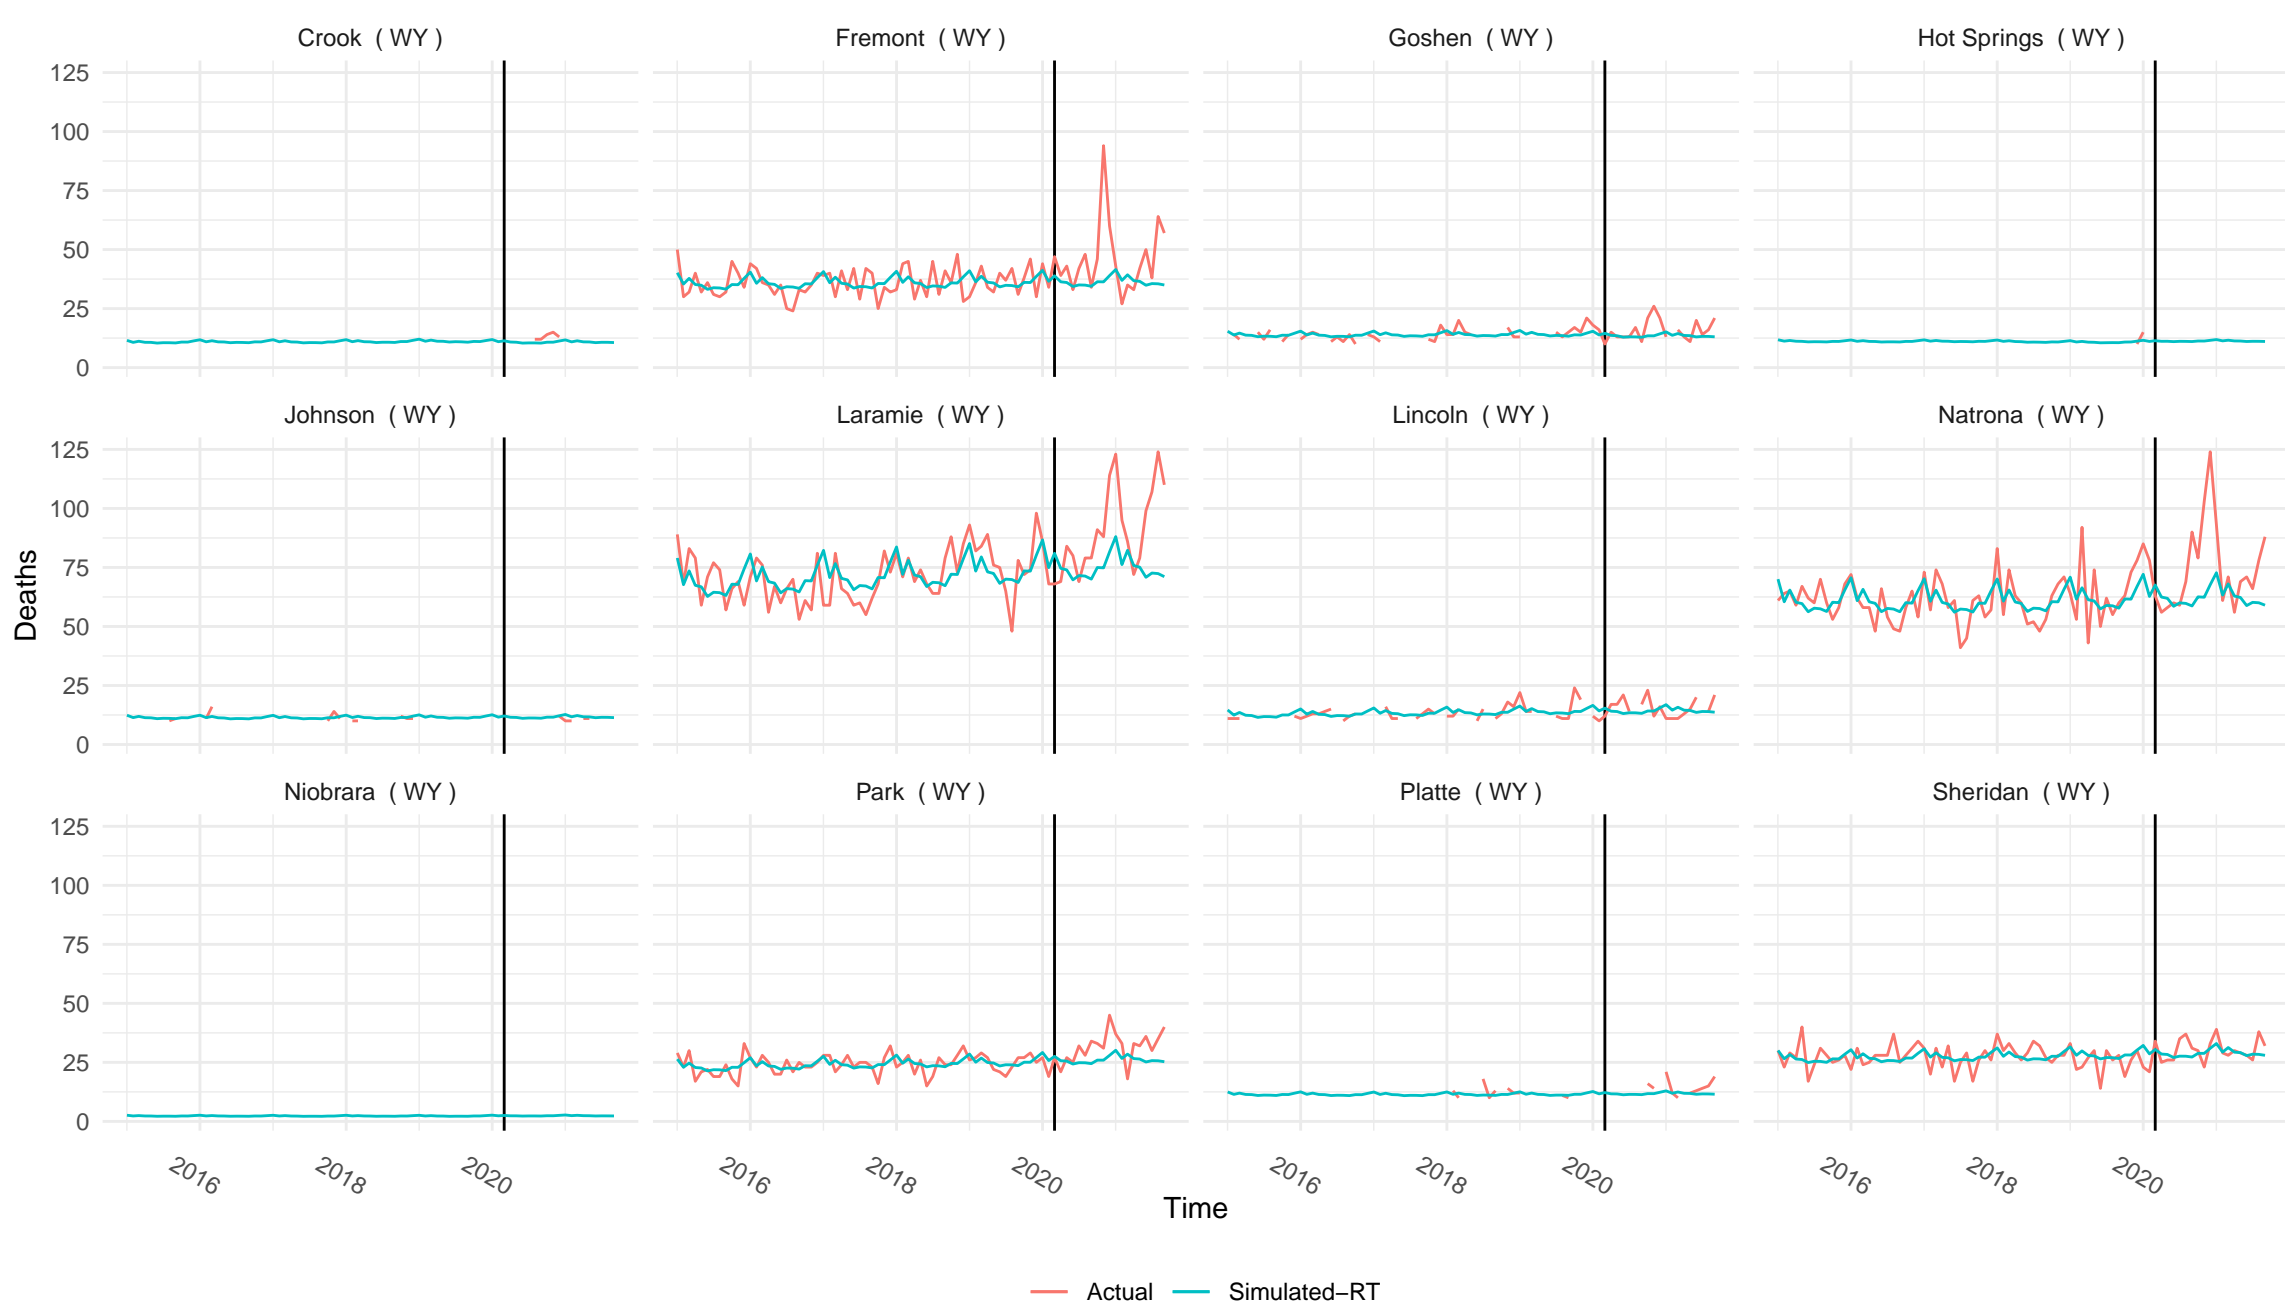 Crook ( WY )
Fremont ( WY )
Goshen ( WY )
Hot Springs ( WY )
125
100
75
50
25
0
Johnson ( WY )
Laramie ( WY )
Lincoln ( WY )
Natrona ( WY )
125
100
75
50
25
0
Deaths
Niobrara ( WY )
Park ( WY )
Platte ( WY )
Sheridan ( WY )
125
100
75
50
25
0
2016 2018 2020
2016 2018 2020
2016 2018 2020
2016 2018 2020
Time
Actual
Simulated−RT